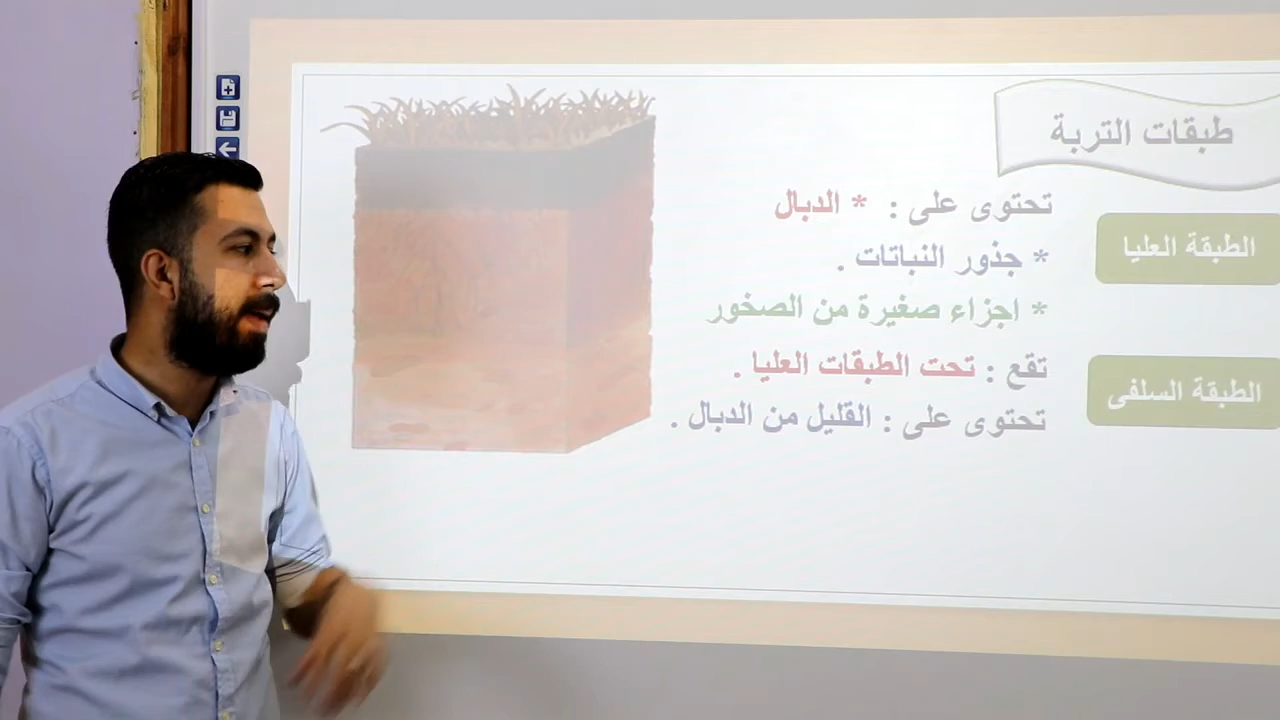 طبقات التربة
الطبقة العليا
تحتوى على : * الدبال
* جذور النباتات .
* اجزاء صغيرة من الصخور
الطبقة السلفى
تقع : تحت الطبقات العليا .
تحتوى على : القليل من الدبال .